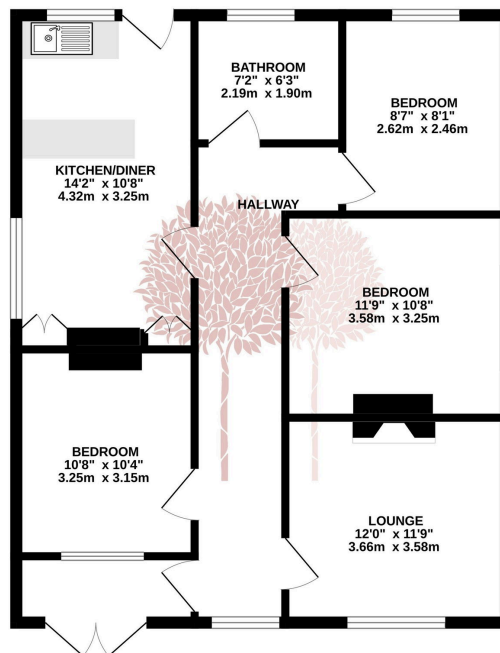 BATHROOM
7'2" x 6'3"
2.19m x 1.90m
BEDROOM
8'7" x 8'1"
2.62m x 2.46m
KITCHEN/DINER
14'2" x 10'8"
4.32m x 3.25m
HALLWAY
BEDROOM
11'9" x 10'8"
3.58m x 3.25m
BEDROOM
10'8" x 10'4"
3.25m x 3.15m
LOUNGE
12'0" x 11'9"
3.66m x 3.58m